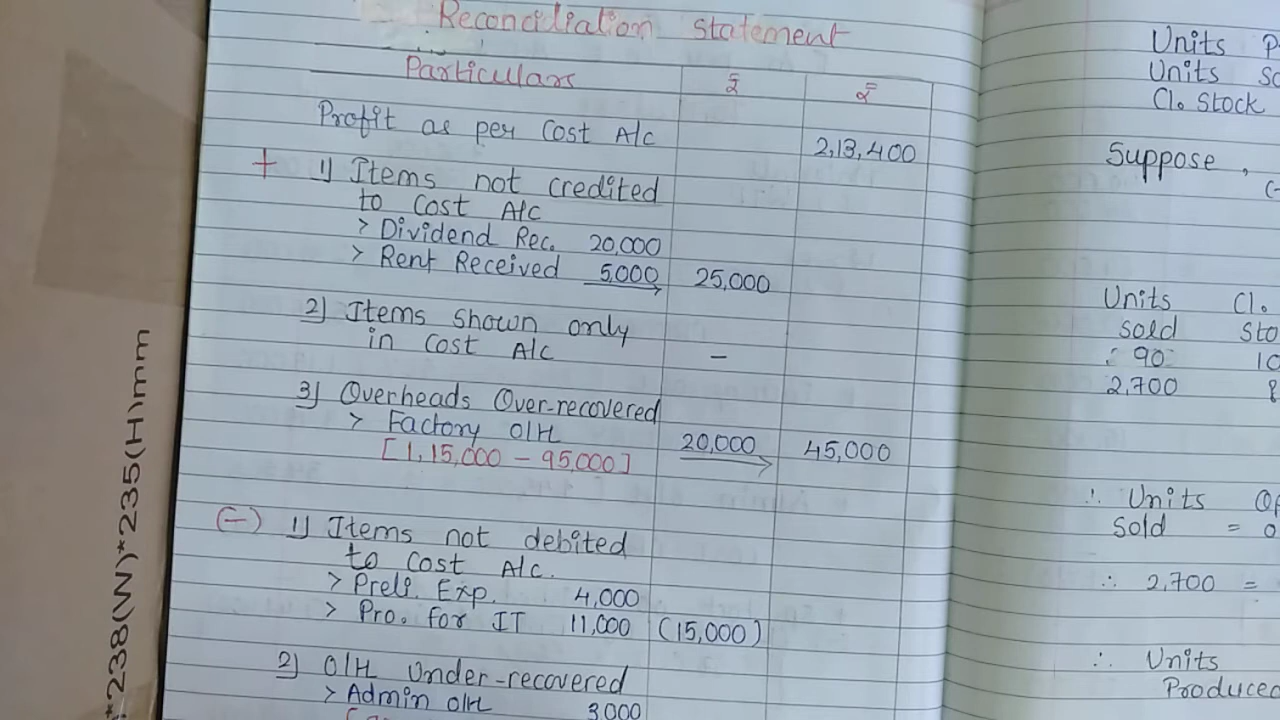 Reconciliation Statement
Particulars ₹ ₹
Profit as per Cost A/c 2,13,400
+ 1) Items not credited
to Cost A/c
> Dividend Rec. 20,000
> Rent Received 5,000 25,000
2) Items shown only
in Cost A/c –
3) Overheads Over-recovered
> Factory O/H 20,000 45,000
[1,15,000 – 95,000]
(–) 1) Items not debited
to Cost A/c.
> Preli. Exp. 4,000
> Pro. for IT 11,000 (15,000)
2) O/H Under-recovered
> Admin O/H 3,000
Units
Units
Cl. Stock
Suppose,
Units Cl.
Sold
90 10
2,700
∴ Units
Sold =
∴ 2,700 =
∴ Units
Produced
*238(W)*235(H)mm